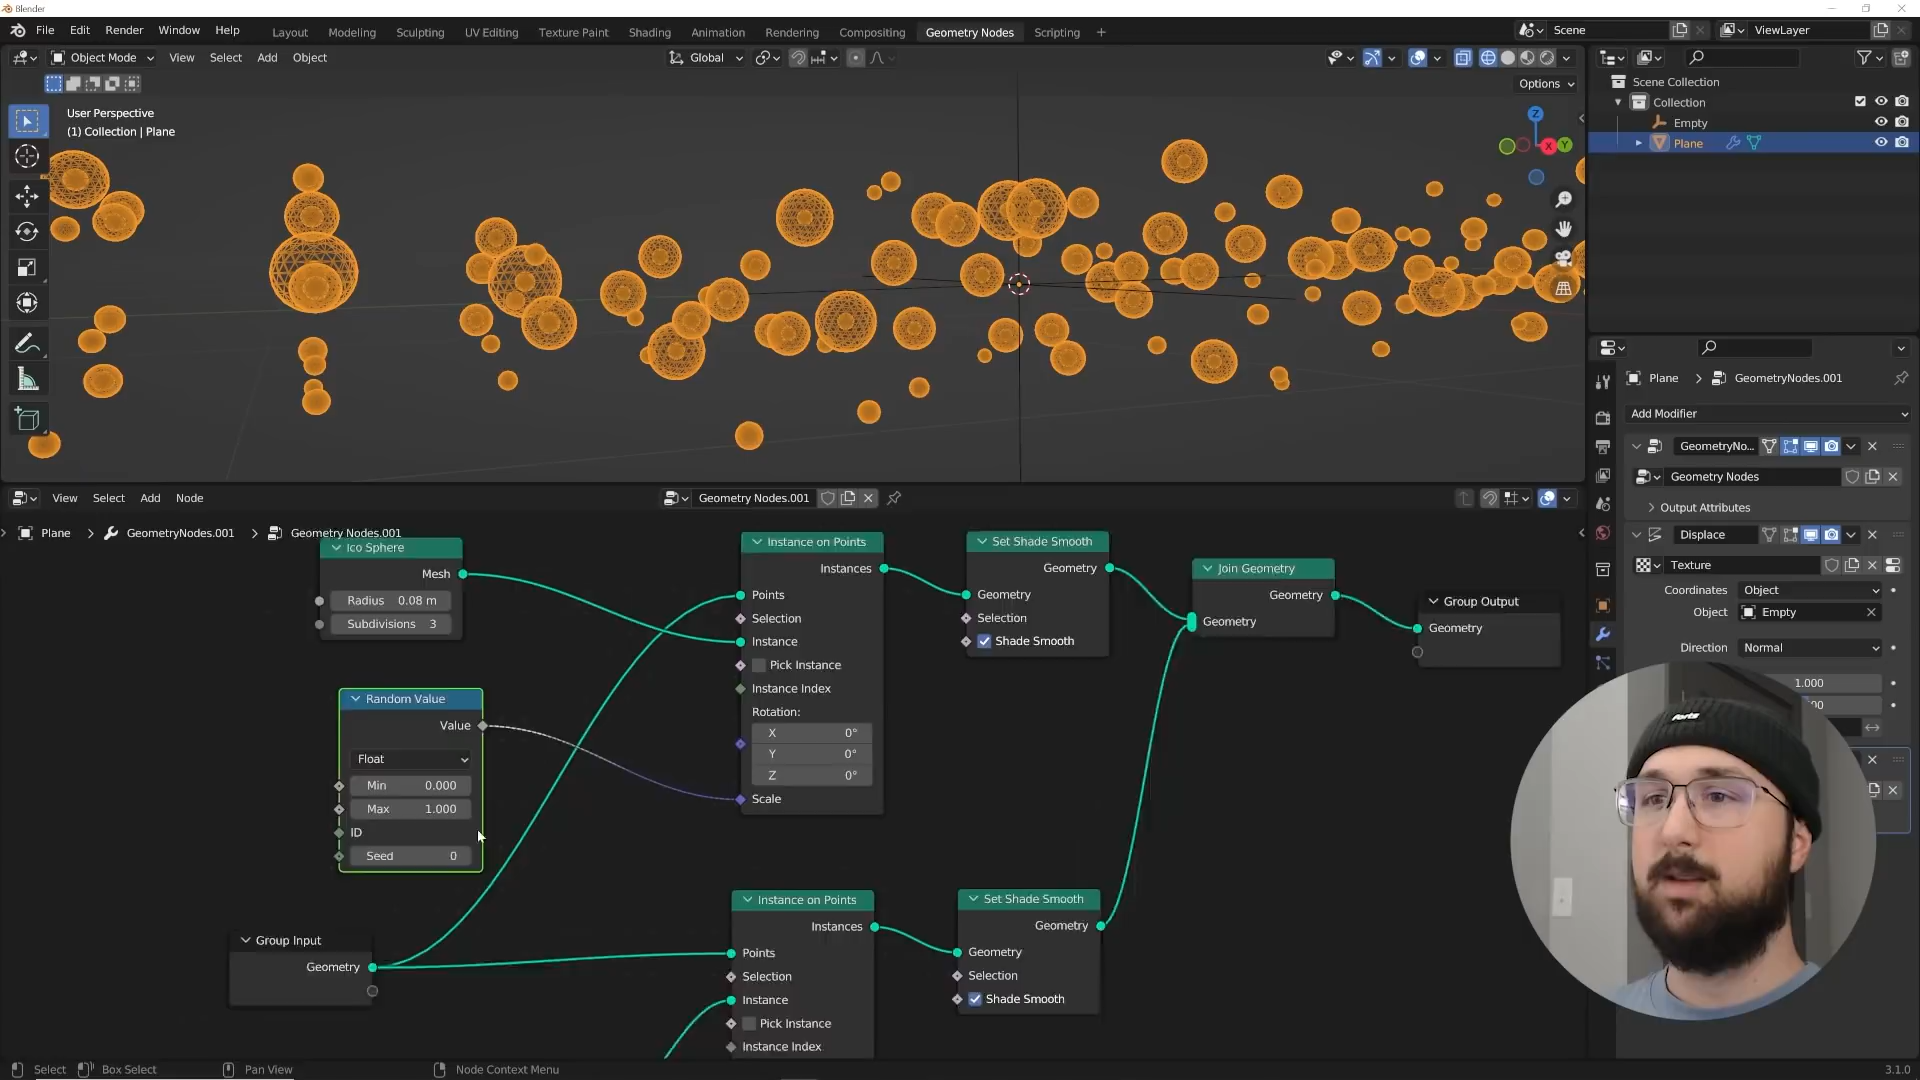 Blender
File Edit Render Window Help Layout Modeling Sculpting UV Editing Texture Paint Shading Animation Rendering Compositing Geometry Nodes Scripting + Scene ViewLayer
Object Mode View Select Add Object Global
Options
User Perspective
(1) Collection | Plane
Z
X
Y
Scene Collection
Collection
Empty
Plane
Plane > GeometryNodes.001
Add Modifier
GeometryNo...
Geometry Nodes
Output Attributes
Displace
Texture
Coordinates Object
Object Empty
Direction Normal
1.000
View Select Add Node Geometry Nodes.001
Plane > GeometryNodes.001 > Geometry Nodes.001
Ico Sphere
Mesh
Radius 0.08 m
Subdivisions 3
Random Value
Value
Float
Min 0.000
Max 1.000
ID
Seed 0
Group Input
Geometry
Instance on Points
Instances
Points
Selection
Instance
Pick Instance
Instance Index
Rotation:
X 0°
Y 0°
Z 0°
Scale
Set Shade Smooth
Geometry
Geometry
Selection
Shade Smooth
Join Geometry
Geometry
Geometry
Group Output
Geometry
Instance on Points
Instances
Points
Selection
Instance
Pick Instance
Instance Index
Set Shade Smooth
Geometry
Geometry
Selection
Shade Smooth
Select Box Select Pan View Node Context Menu 3.1.0